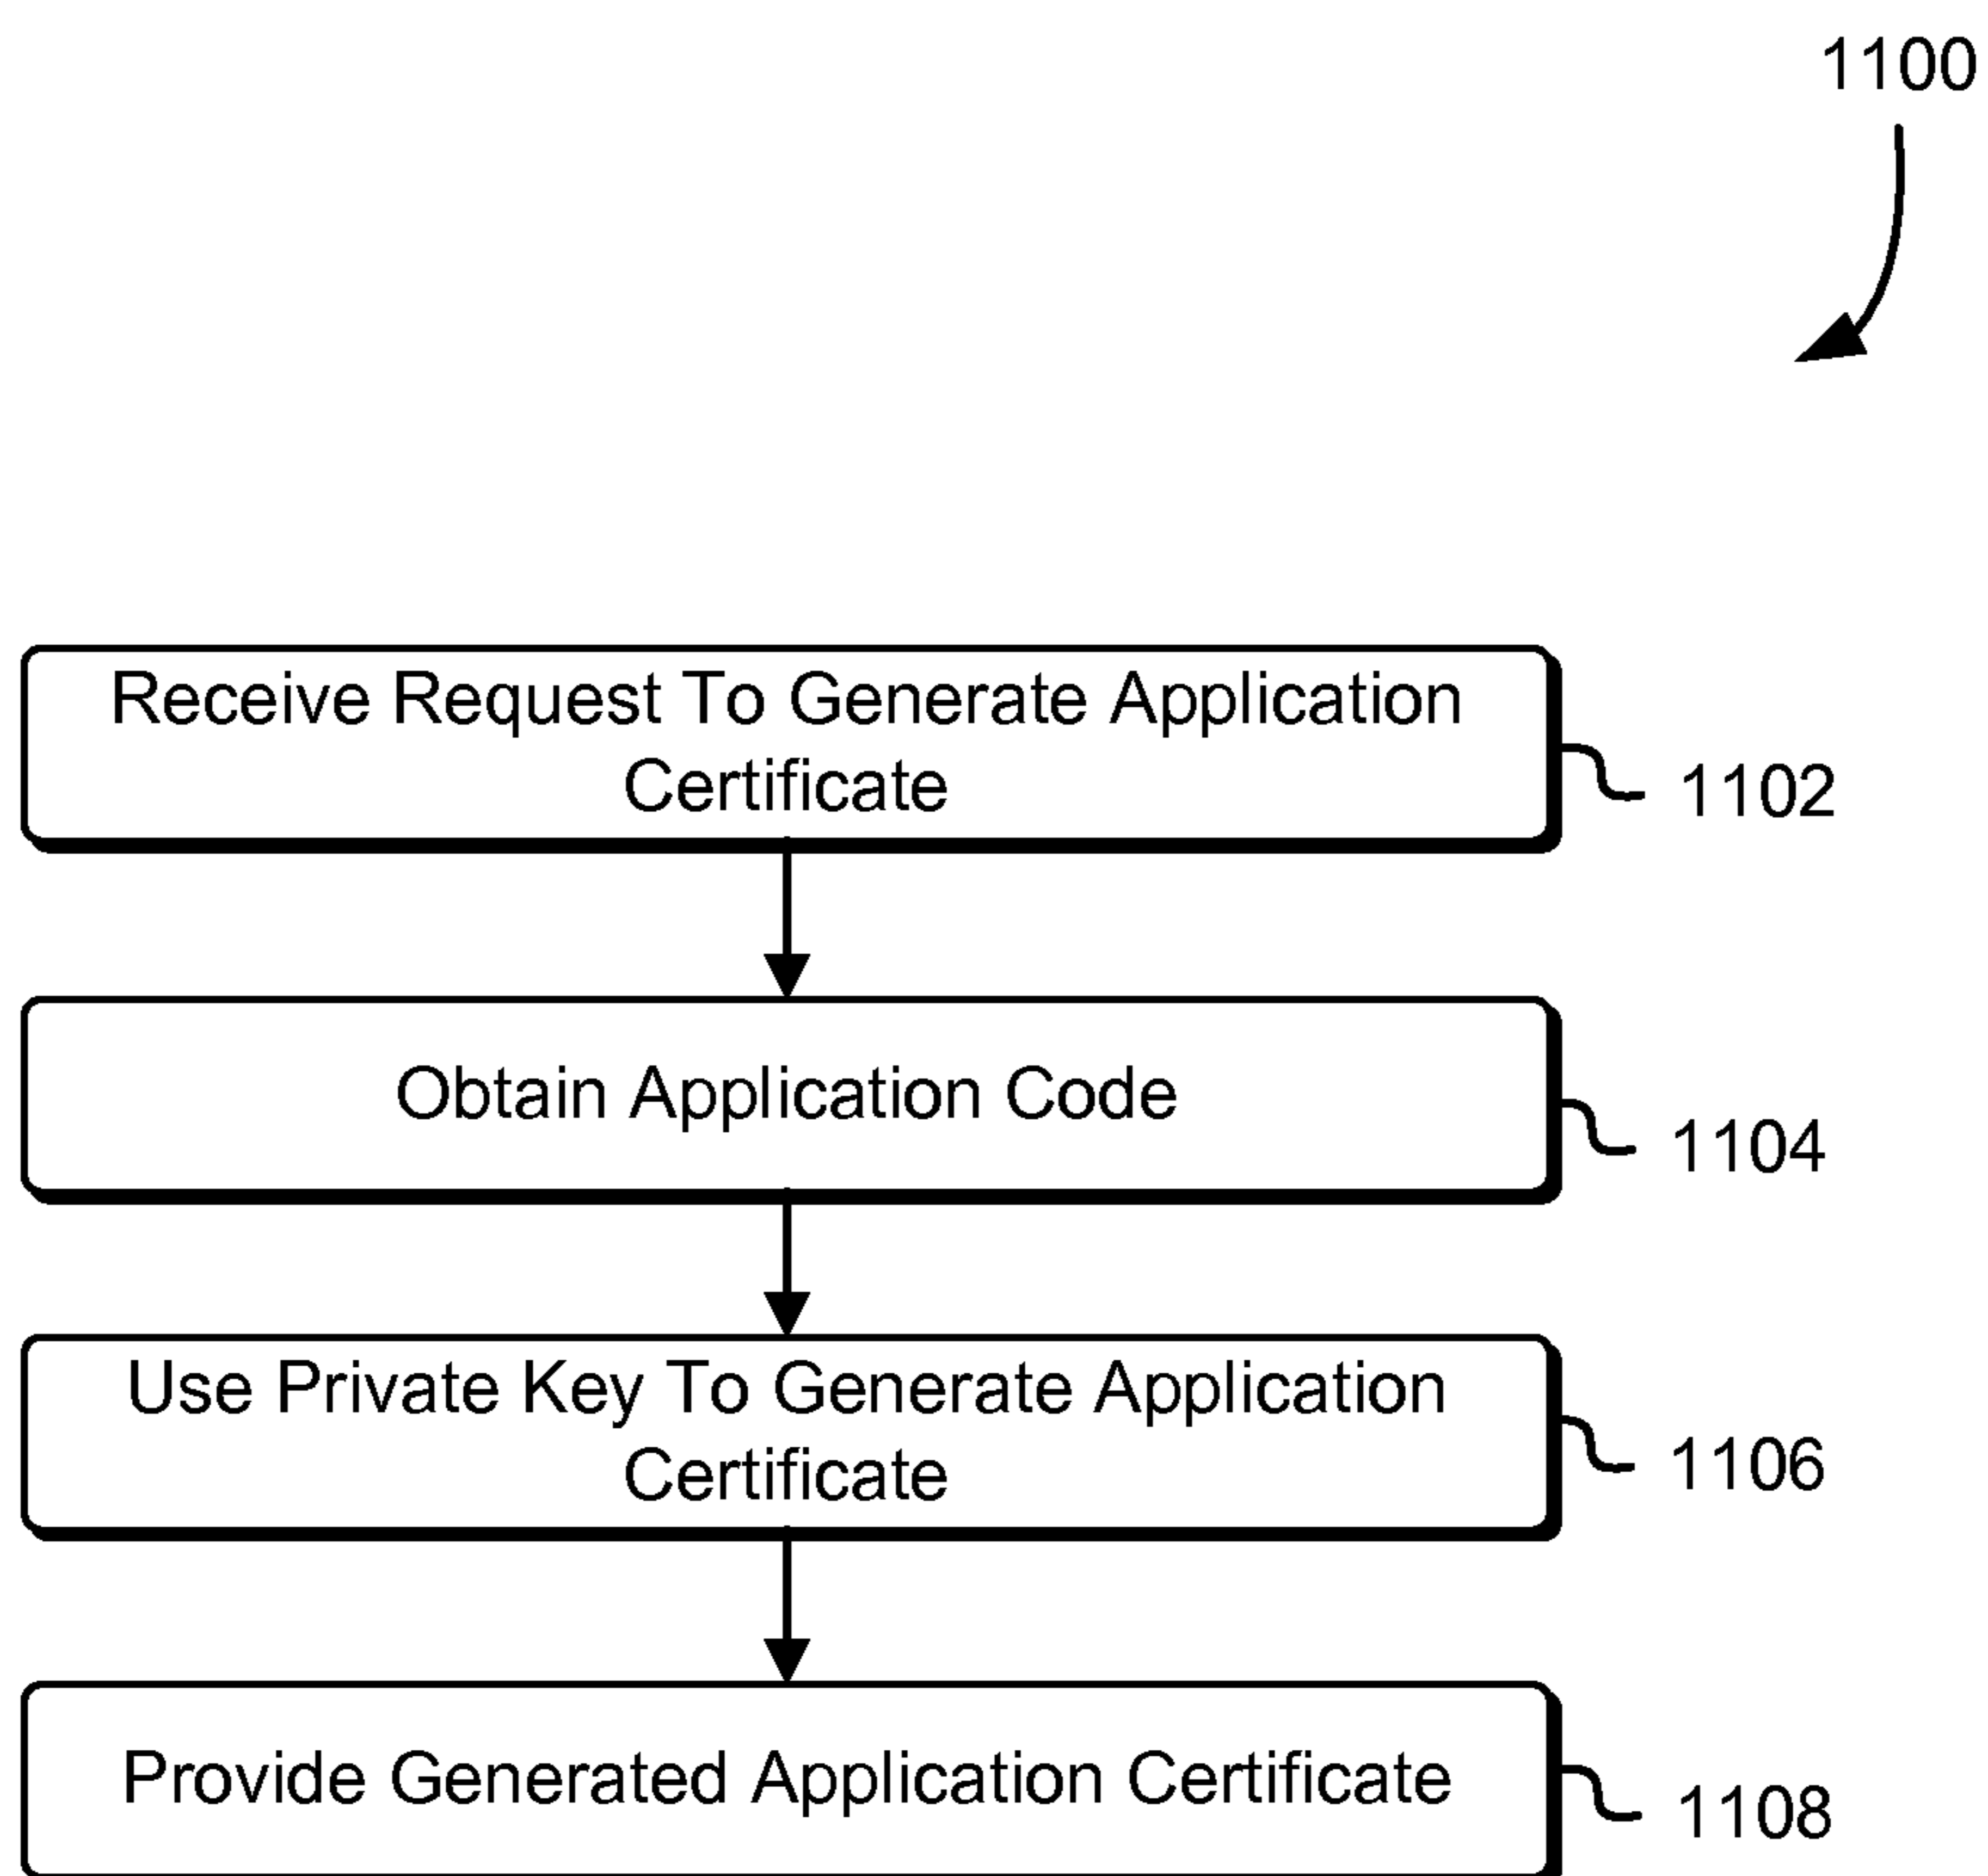 1100
Receive Request To Generate Application
Certificate
1102
Obtain Application Code
1104
Use Private Key To Generate Application
Certificate
1106
Provide Generated Application Certificate
1108